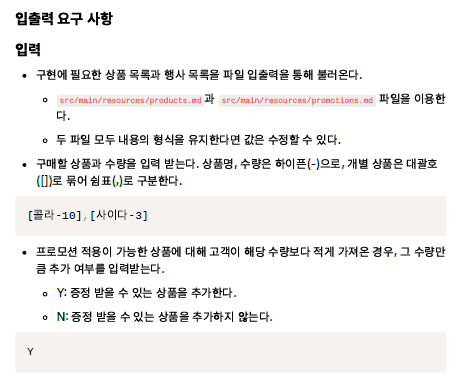 입출력 요구 사항
입력
• 구현에 필요한 상품 목록과 행사 목록을 파일 입출력을 통해 불러온다.
◦ src/main/resources/products.md과 src/main/resources/promotions.md 파일을 이용한
다.
◦ 두 파일 모두 내용의 형식을 유지한다면 값은 수정할 수 있다.
• 구매할 상품과 수량을 입력 받는다. 상품명, 수량은 하이픈(-)으로, 개별 상품은 대괄호
([])로 묶어 쉼표(,)로 구분한다.
[콜라-10],[사이다-3]
• 프로모션 적용이 가능한 상품에 대해 고객이 해당 수량보다 적게 가져온 경우, 그 수량만
큼 추가 여부를 입력받는다.
◦ Y: 증정 받을 수 있는 상품을 추가한다.
◦ N: 증정 받을 수 있는 상품을 추가하지 않는다.
Y